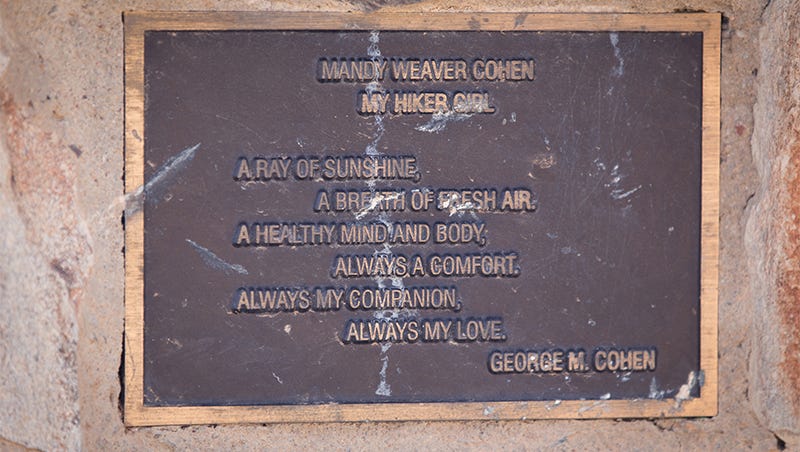 MANDY WEAVER COHEN
MY HIKER GIRL
A RAY OF SUNSHINE,
A BREATH OF FRESH AIR.
A HEALTHY MIND AND BODY,
ALWAYS A COMFORT.
ALWAYS MY COMPANION,
ALWAYS MY LOVE.
GEORGE M. COHEN